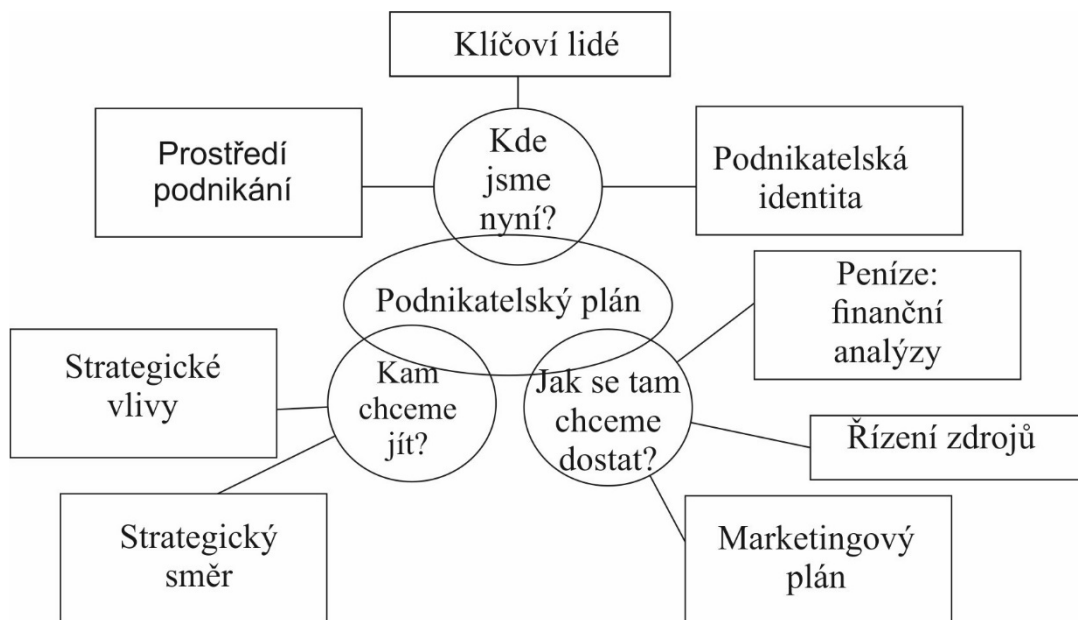 Klíčoví lidé
Prostředí
podnikání
Kde
jsme
nyní?
Podnikatelská
identita
Podnikatelský plán
Peníze:
finanční
analýzy
Strategické
vlivy
Kam
chceme
jít?
Jak se tam
chceme
dostat?
Řízení zdrojů
Strategický
směr
Marketingový
plán